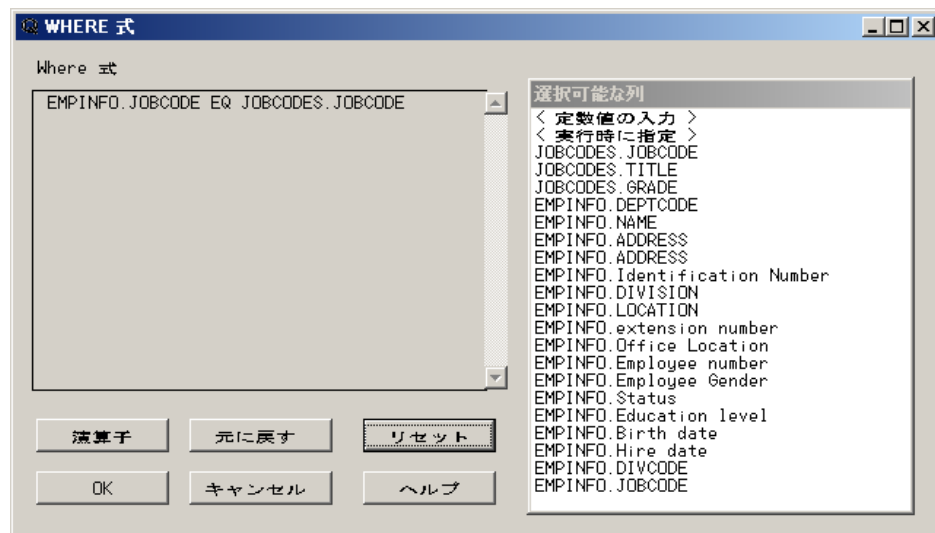 WHERE 式
Where 式
EMPINFO.JOBCODE EQ JOBCODES.JOBCODE
選択可能な列
< 定数値の入力 >
< 実行時に指定 >
JOBCODES.JOBCODE
JOBCODES.TITLE
JOBCODES.GRADE
EMPINFO.DEPTCODE
EMPINFO.NAME
EMPINFO.ADDRESS
EMPINFO.ADDRESS
EMPINFO.Identification Number
EMPINFO.DIVISION
EMPINFO.LOCATION
EMPINFO.extension number
EMPINFO.Office Location
EMPINFO.Employee number
EMPINFO.Employee Gender
EMPINFO.Status
EMPINFO.Education level
EMPINFO.Birth date
EMPINFO.Hire date
EMPINFO.DIVCODE
EMPINFO.JOBCODE
演算子 元に戻す リセット
OK キャンセル ヘルプ